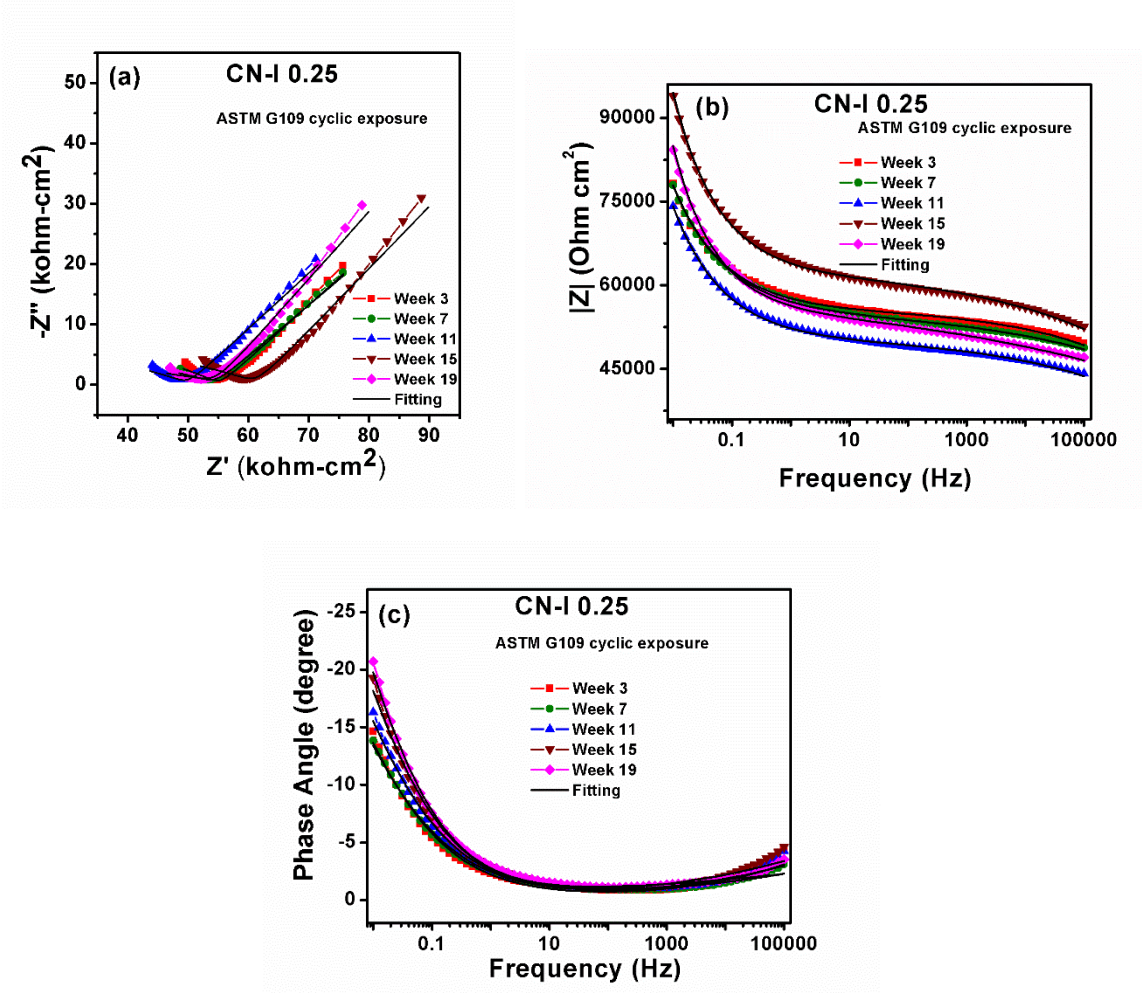 (a)
CN-I 0.25
ASTM G109 cyclic exposure
50
40
30
20
10
0
-Z'' (kohm-cm2)
Week 3
Week 7
Week 11
Week 15
Week 19
Fitting
40 50 60 70 80 90
Z' (kohm-cm2)
(b)
CN-I 0.25
ASTM G109 cyclic exposure
90000
75000
60000
45000
|Z| (Ohm cm2)
Week 3
Week 7
Week 11
Week 15
Week 19
Fitting
0.1 10 1000 100000
Frequency (Hz)
(c)
CN-I 0.25
ASTM G109 cyclic exposure
-25
-20
-15
-10
-5
0
Phase Angle (degree)
Week 3
Week 7
Week 11
Week 15
Week 19
Fitting
0.1 10 1000 100000
Frequency (Hz)